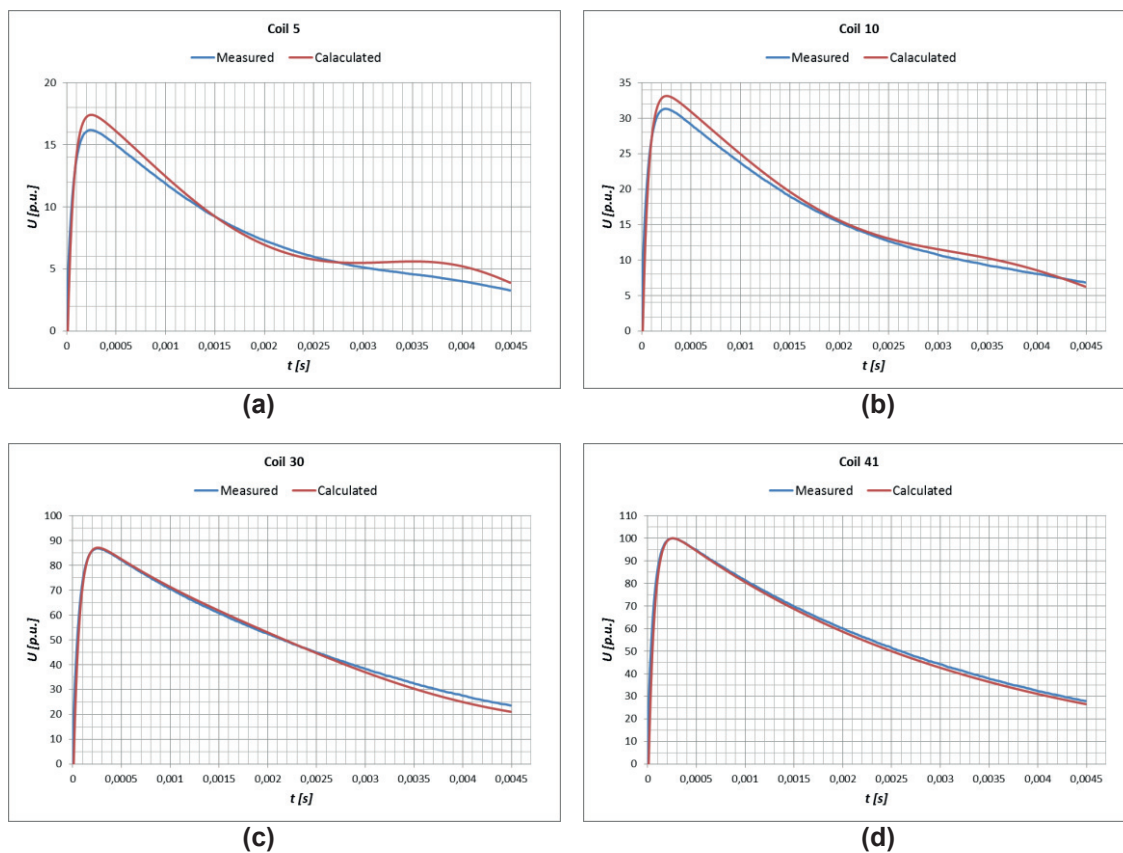 Coil 5
Measured Calaculated
20
15
10
5
0
U [p.u.]
0 0,0005 0,001 0,0015 0,002 0,0025 0,003 0,0035 0,004 0,0045
t [s]
(a)
Coil 10
Measured Calaculated
35
30
25
20
15
10
5
0
U [p.u.]
0 0,0005 0,001 0,0015 0,002 0,0025 0,003 0,0035 0,004 0,0045
t [s]
(b)
Coil 30
Measured Calculated
100
90
80
70
60
50
40
30
20
10
0
U [p.u.]
0 0,0005 0,001 0,0015 0,002 0,0025 0,003 0,0035 0,004 0,0045
t [s]
(c)
Coil 41
Measured Calculated
110
100
90
80
70
60
50
40
30
20
10
0
U [p.u.]
0 0,0005 0,001 0,0015 0,002 0,0025 0,003 0,0035 0,004 0,0045
t [s]
(d)